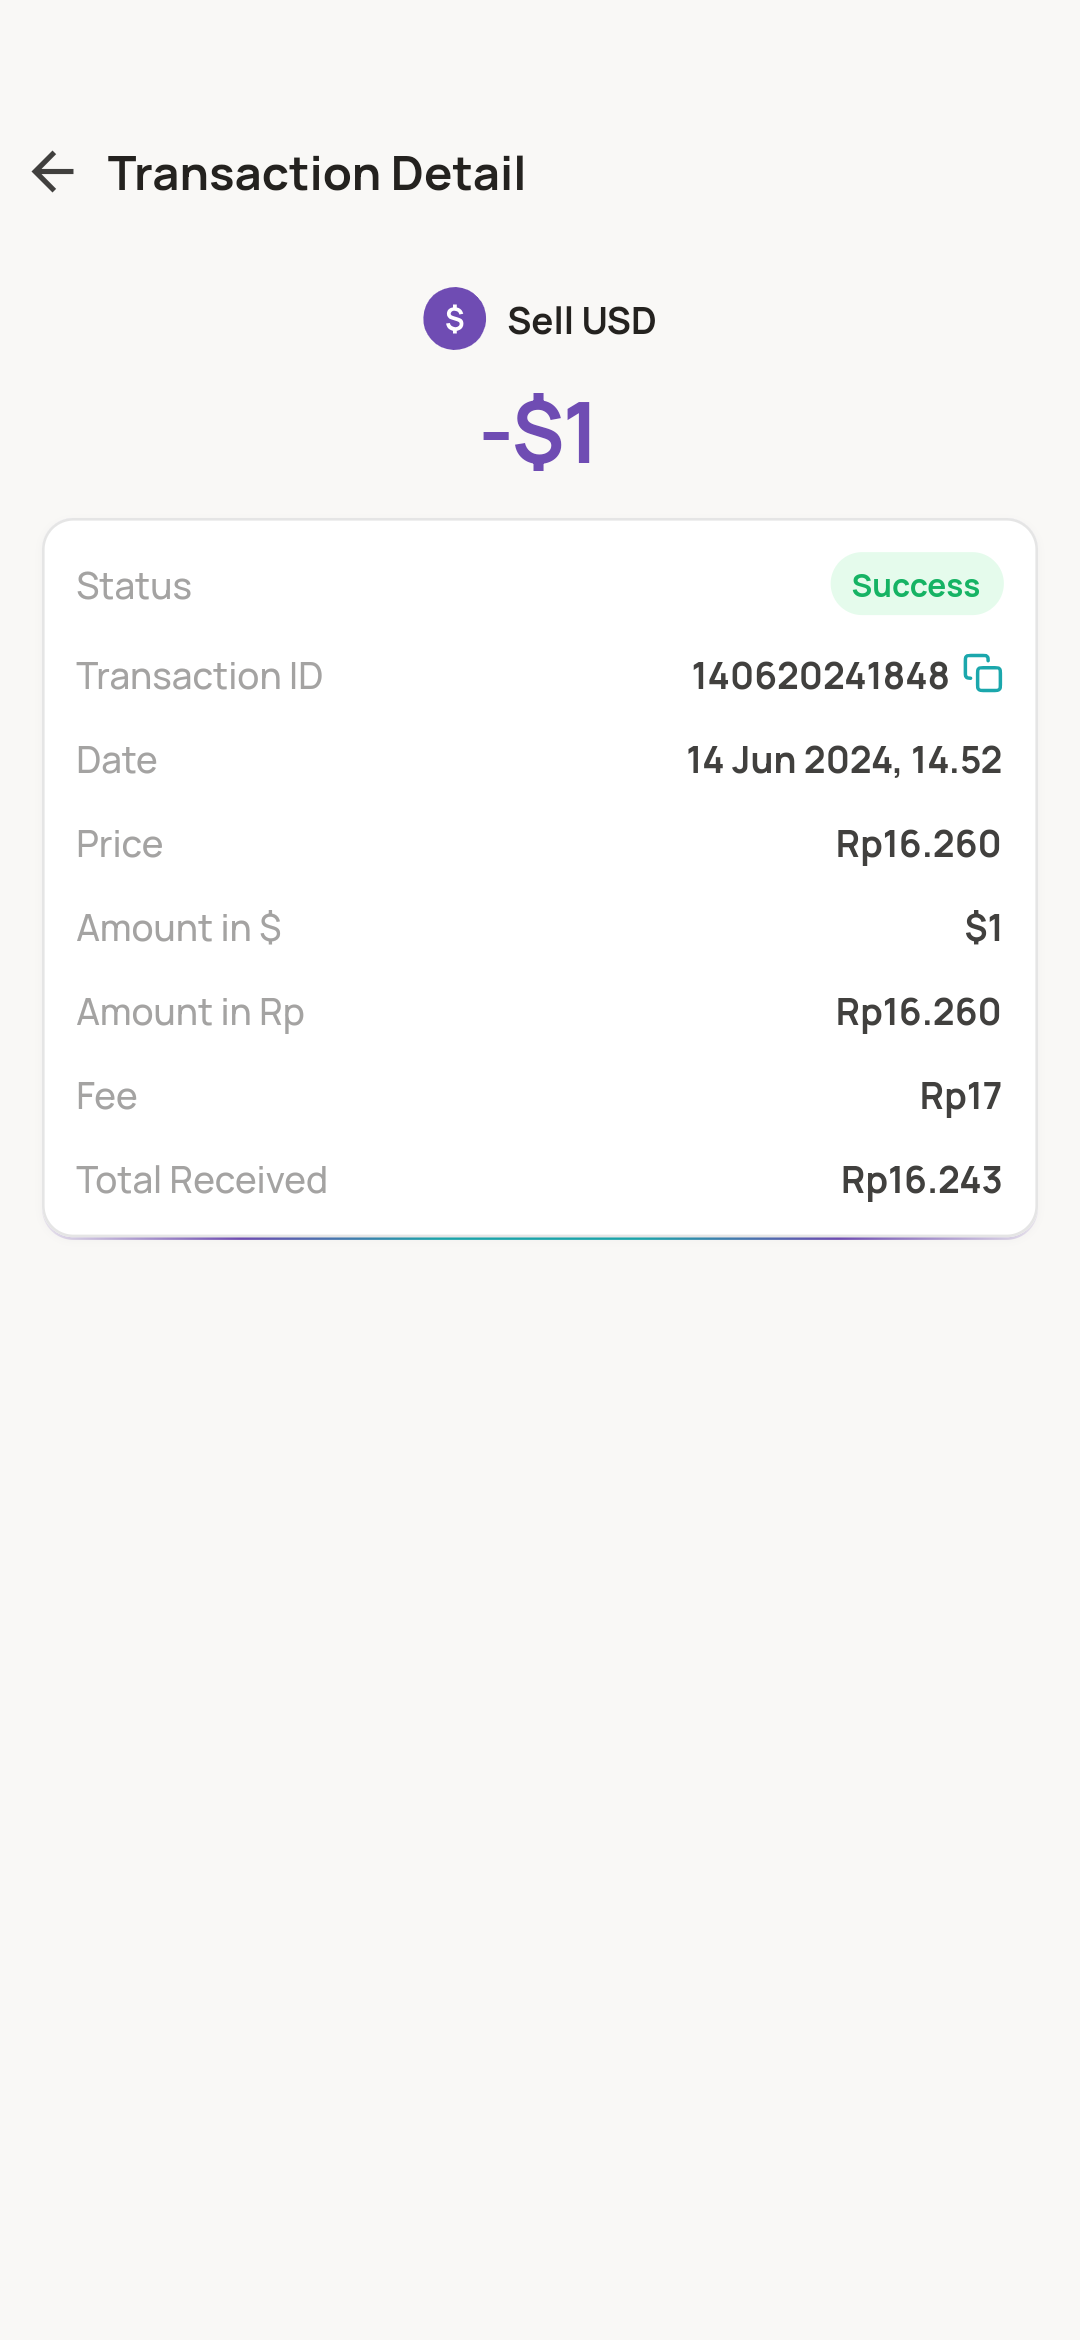 Transaction Detail
$ Sell USD
-$1
Status Success
Transaction ID 140620241848
Date 14 Jun 2024, 14.52
Price Rp16.260
Amount in $ $1
Amount in Rp Rp16.260
Fee Rp17
Total Received Rp16.243